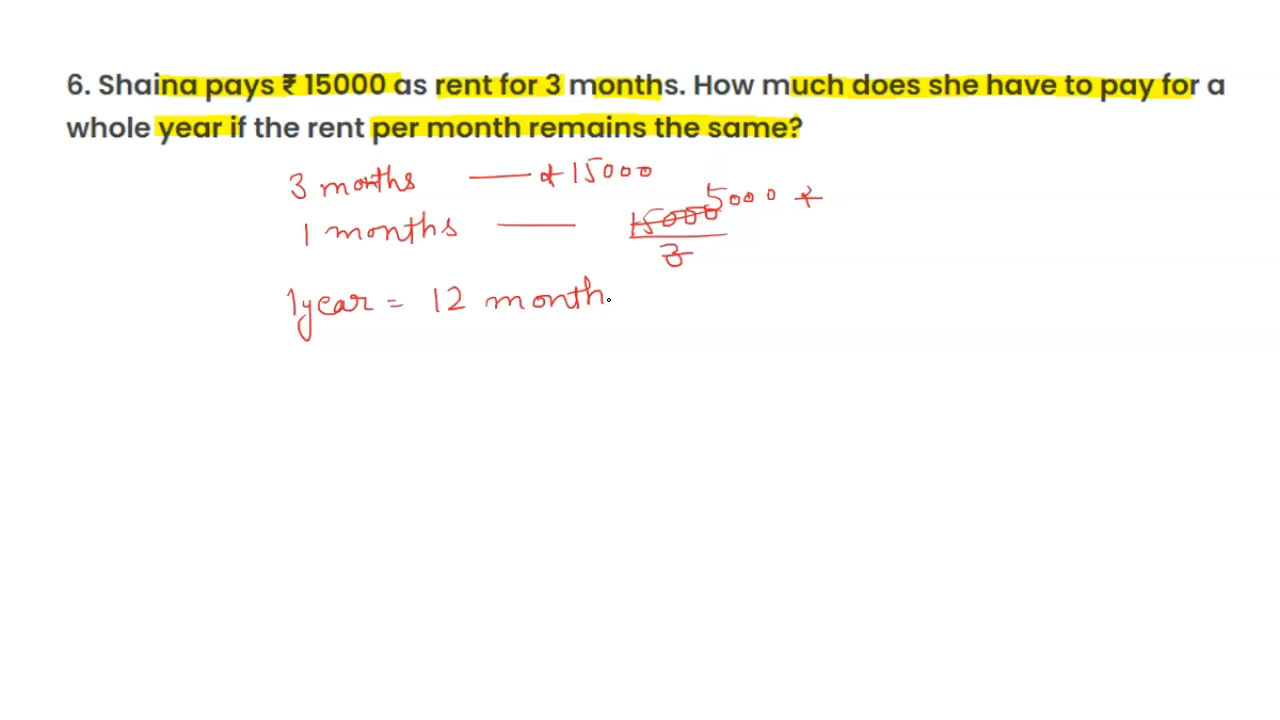 6. Shaina pays ₹ 15000 as rent for 3 months. How much does she have to pay for a
whole year if the rent per month remains the same?
3 months — ₹ 15000
1 months — 15000/3 5000 ₹
1 year = 12 month